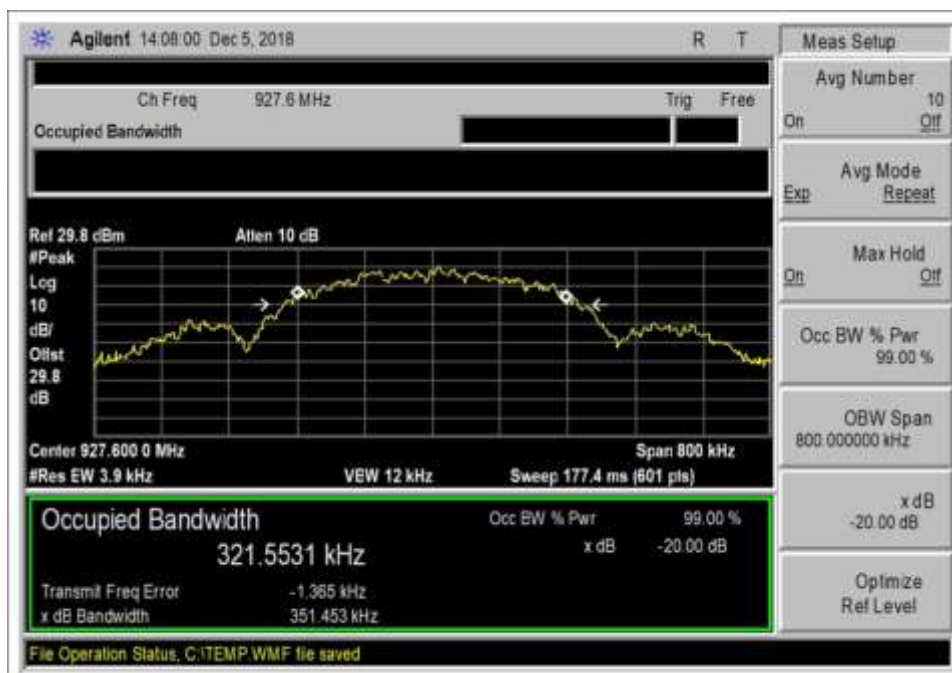 Agilent 14:08:00 Dec 5, 2018 R T
Ch Freq 927.6 MHz Trig Free
Occupied Bandwidth
Ref 29.8 dBm Atten 10 dB
#Peak
Log
10
dB/
Offst
29.8
dB
Center 927.600 0 MHz Span 800 kHz
#Res BW 3.9 kHz VBW 12 kHz Sweep 177.4 ms (601 pts)
Occupied Bandwidth Occ BW % Pwr 99.00 %
321.5531 kHz x dB -20.00 dB
Transmit Freq Error -1.365 kHz
x dB Bandwidth 351.453 kHz
File Operation Status, C:\TEMP.WMF file saved
Meas Setup
Avg Number
10
On Off
Avg Mode
Exp Repeat
Max Hold
On Off
Occ BW % Pwr
99.00 %
OBW Span
800.000000 kHz
x dB
-20.00 dB
Optimize
Ref Level